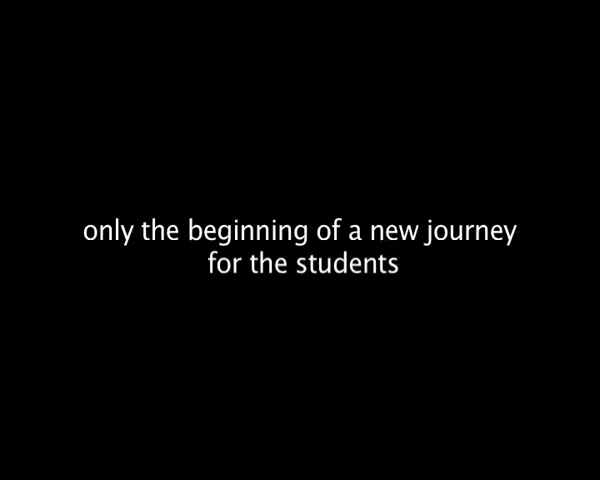 only the beginning of a new journey
for the students